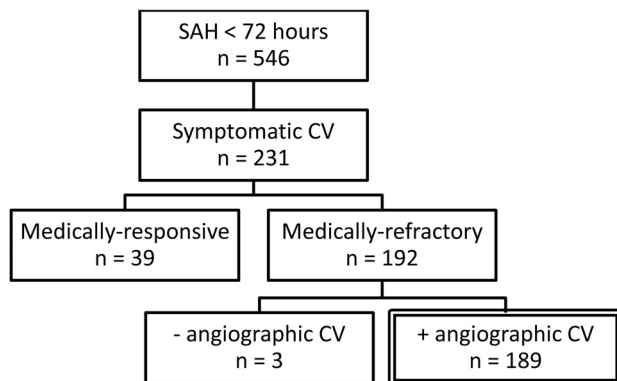 SAH < 72 hours
n = 546
Symptomatic CV
n = 231
Medically-responsive
n = 39
Medically-refractory
n = 192
- angiographic CV
n = 3
+ angiographic CV
n = 189